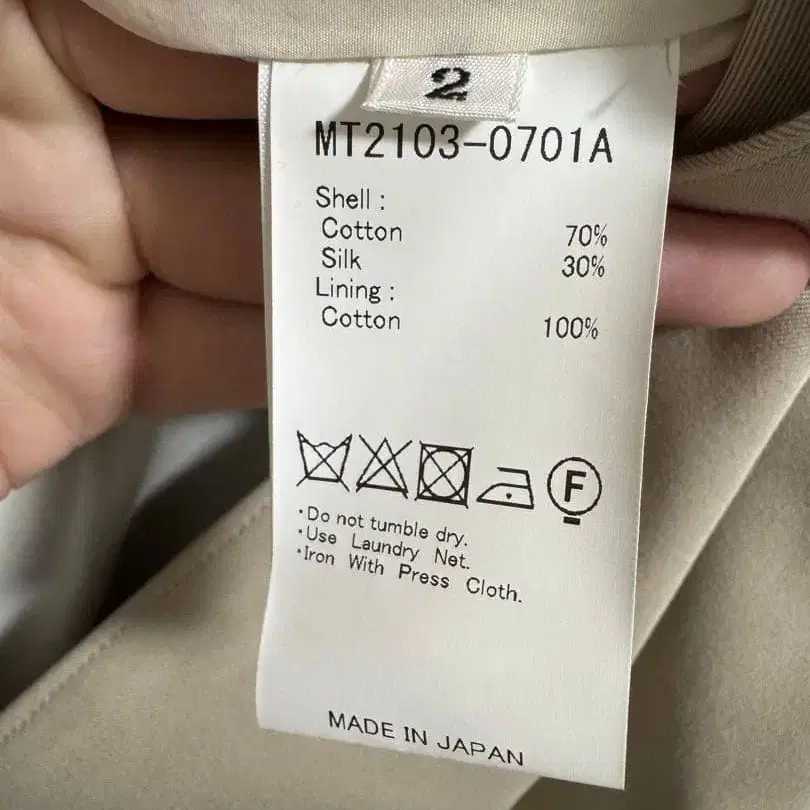 2
MT2103-0701A
Shell :
Cotton 70%
Silk 30%
Lining :
Cotton 100%
F
·Do not tumble dry.
·Use Laundry Net.
·Iron With Press Cloth.
MADE IN JAPAN